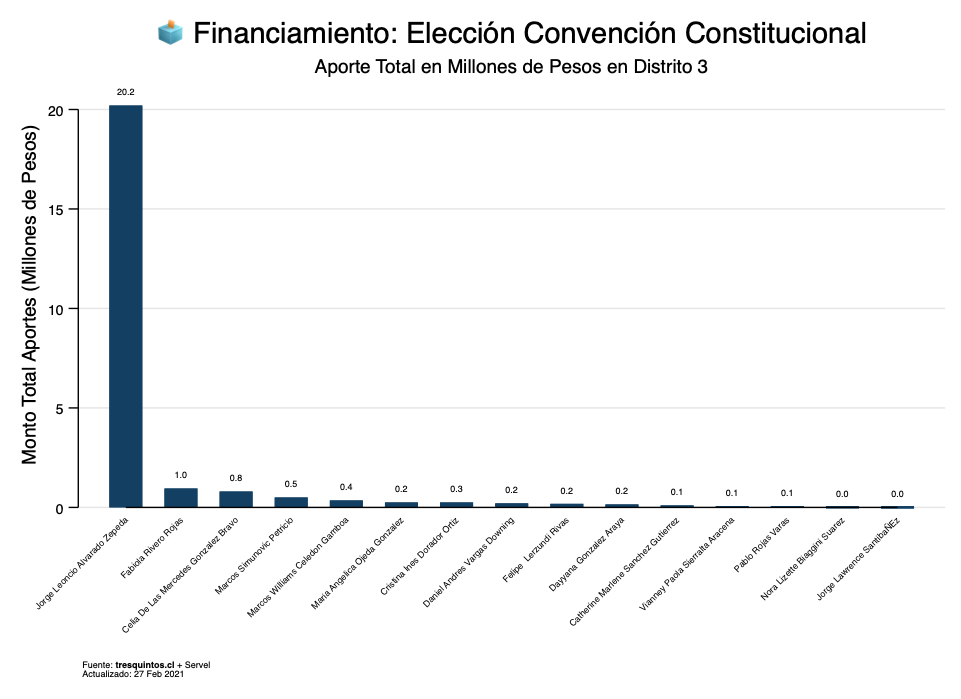 Financiamiento: Elección Convención Constitucional
Aporte Total en Millones de Pesos en Distrito 3
Monto Total Aportes (Millones de Pesos)
20
15
10
5
0
20.2
1.0
0.8
0.5
0.4
0.2
0.3
0.2
0.2
0.2
0.1
0.1
0.1
0.0
0.0
Jorge Leoncio Alvarado Zepeda
Fabiola Rivero Rojas
Celia De Las Mercedes Gonzalez Bravo
Marcos Simunovic Petricio
Marcos Williams Celedon Gamboa
Maria Angelica Ojeda Gonzalez
Cristina Ines Dorador Ortiz
Daniel Andres Vargas Downing
Felipe Lerzundi Rivas
Dayyana Gonzalez Araya
Catherine Marlene Sanchez Gutierrez
Vianney Paola Sierralta Aracena
Pablo Rojas Varas
Nora Lizette Biaggini Suarez
Jorge Lawrence SantibaÑEz
Fuente: tresquintos.cl + Servel
Actualizado: 27 Feb 2021